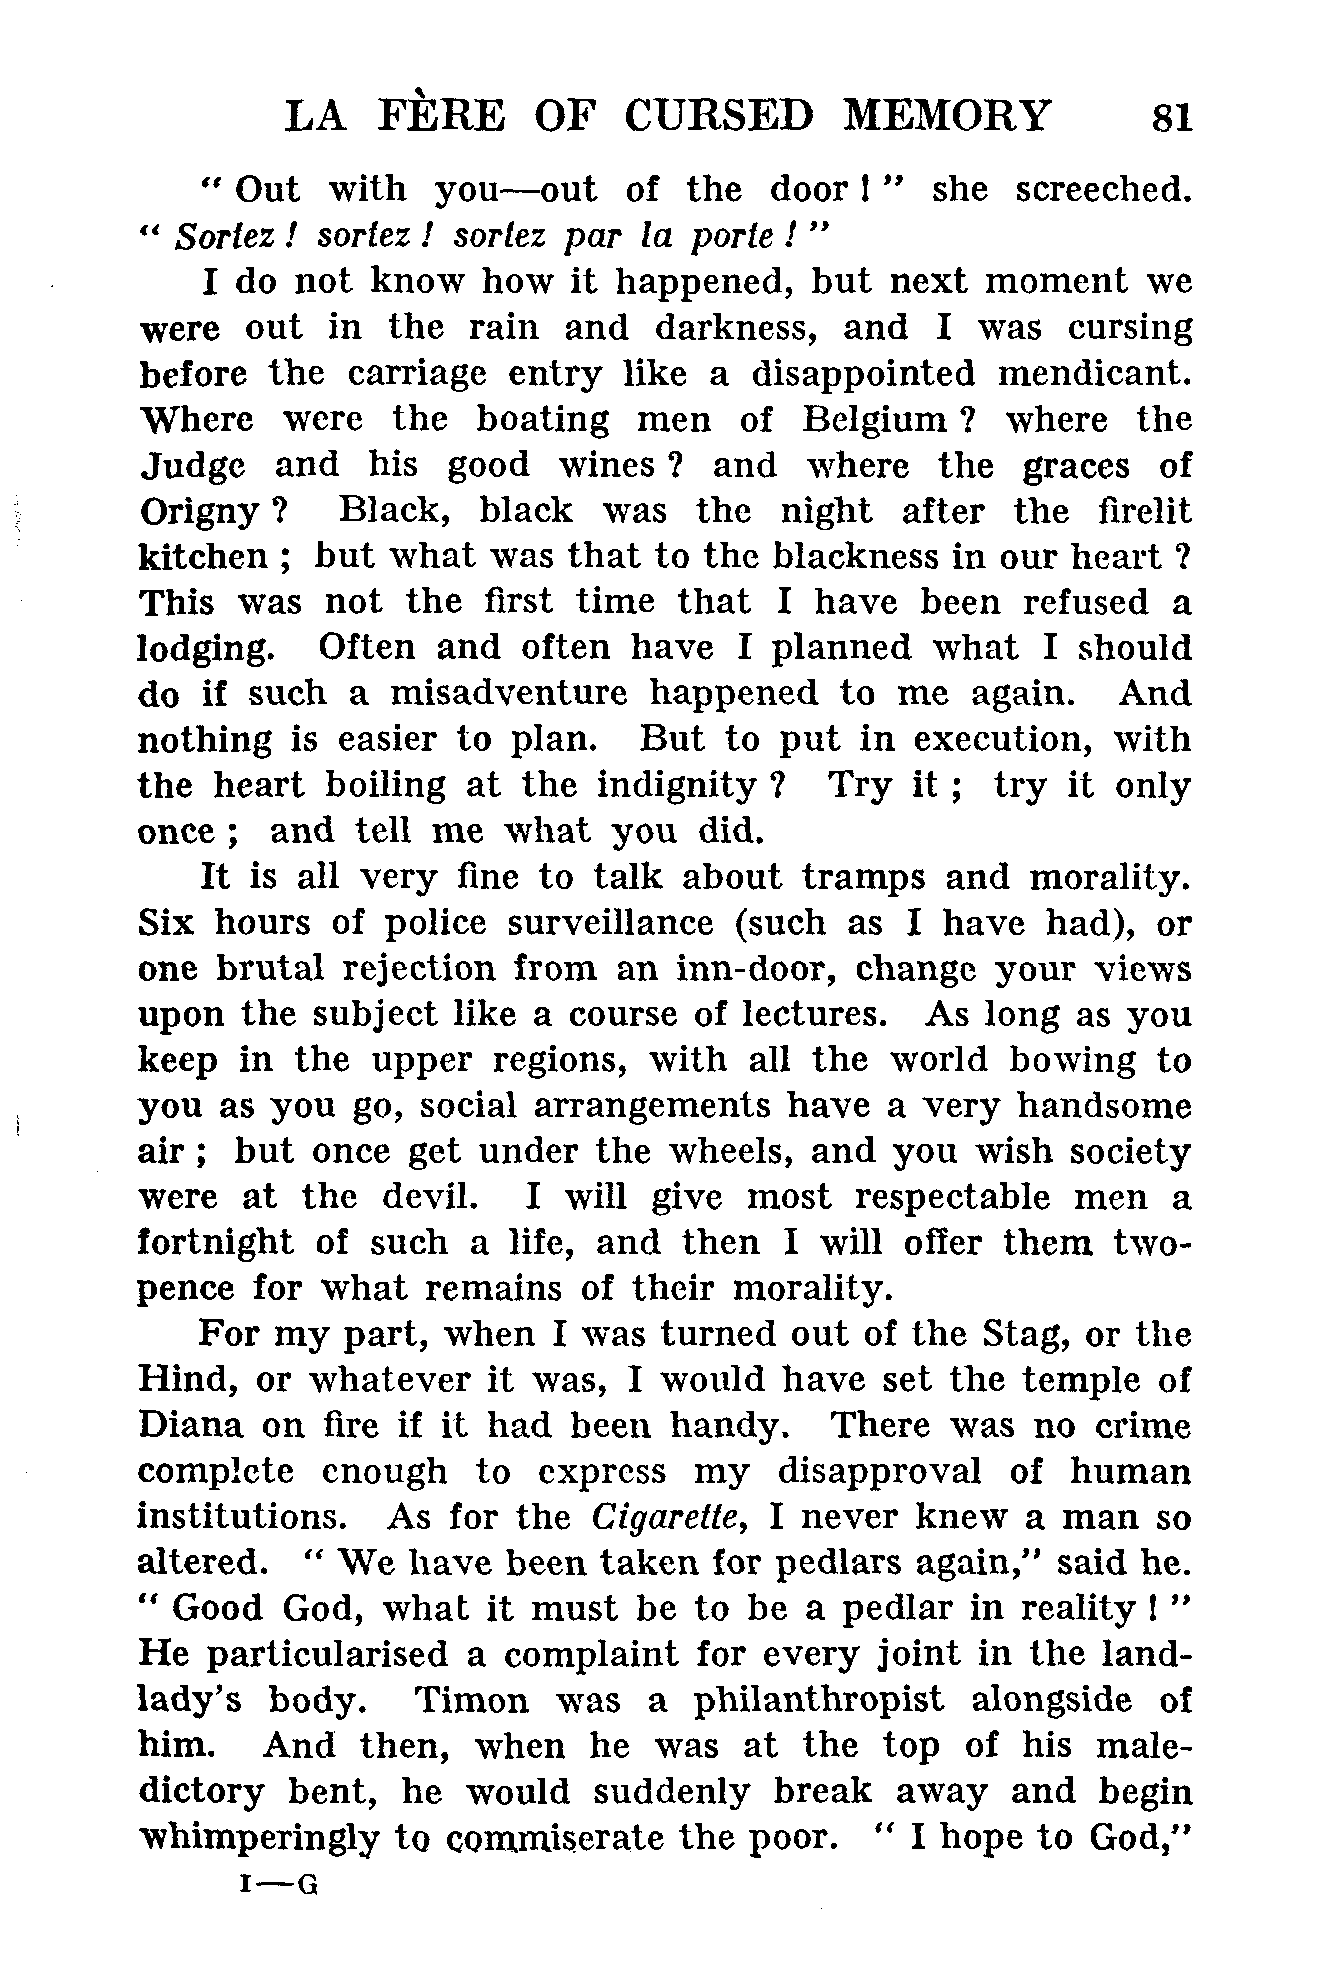 LA FÈRE OF CURSED MEMORY 81
" Out with you—out of the door ! " she screeched.
" Sortez ! sortez ! sortez par la porte ! "
I do not know how it happened, but next moment we
were out in the rain and darkness, and I was cursing
before the carriage entry like a disappointed mendicant.
Where were the boating men of Belgium ? where the
Judge and his good wines ? and where the graces of
Origny ? Black, black was the night after the firelit
kitchen ; but what was that to the blackness in our heart ?
This was not the first time that I have been refused a
lodging. Often and often have I planned what I should
do if such a misadventure happened to me again. And
nothing is easier to plan. But to put in execution, with
the heart boiling at the indignity ? Try it ; try it only
once ; and tell me what you did.
It is all very fine to talk about tramps and morality.
Six hours of police surveillance (such as I have had), or
one brutal rejection from an inn-door, change your views
upon the subject like a course of lectures. As long as you
keep in the upper regions, with all the world bowing to
you as you go, social arrangements have a very handsome
air ; but once get under the wheels, and you wish society
were at the devil. I will give most respectable men a
fortnight of such a life, and then I will offer them two-
pence for what remains of their morality.
For my part, when I was turned out of the Stag, or the
Hind, or whatever it was, I would have set the temple of
Diana on fire if it had been handy. There was no crime
complete enough to express my disapproval of human
institutions. As for the Cigarette, I never knew a man so
altered. " We have been taken for pedlars again," said he.
" Good God, what it must be to be a pedlar in reality ! "
He particularised a complaint for every joint in the land-
lady's body. Timon was a philanthropist alongside of
him. And then, when he was at the top of his male-
dictory bent, he would suddenly break away and begin
whimperingly to commiserate the poor. " I hope to God,"
I—G